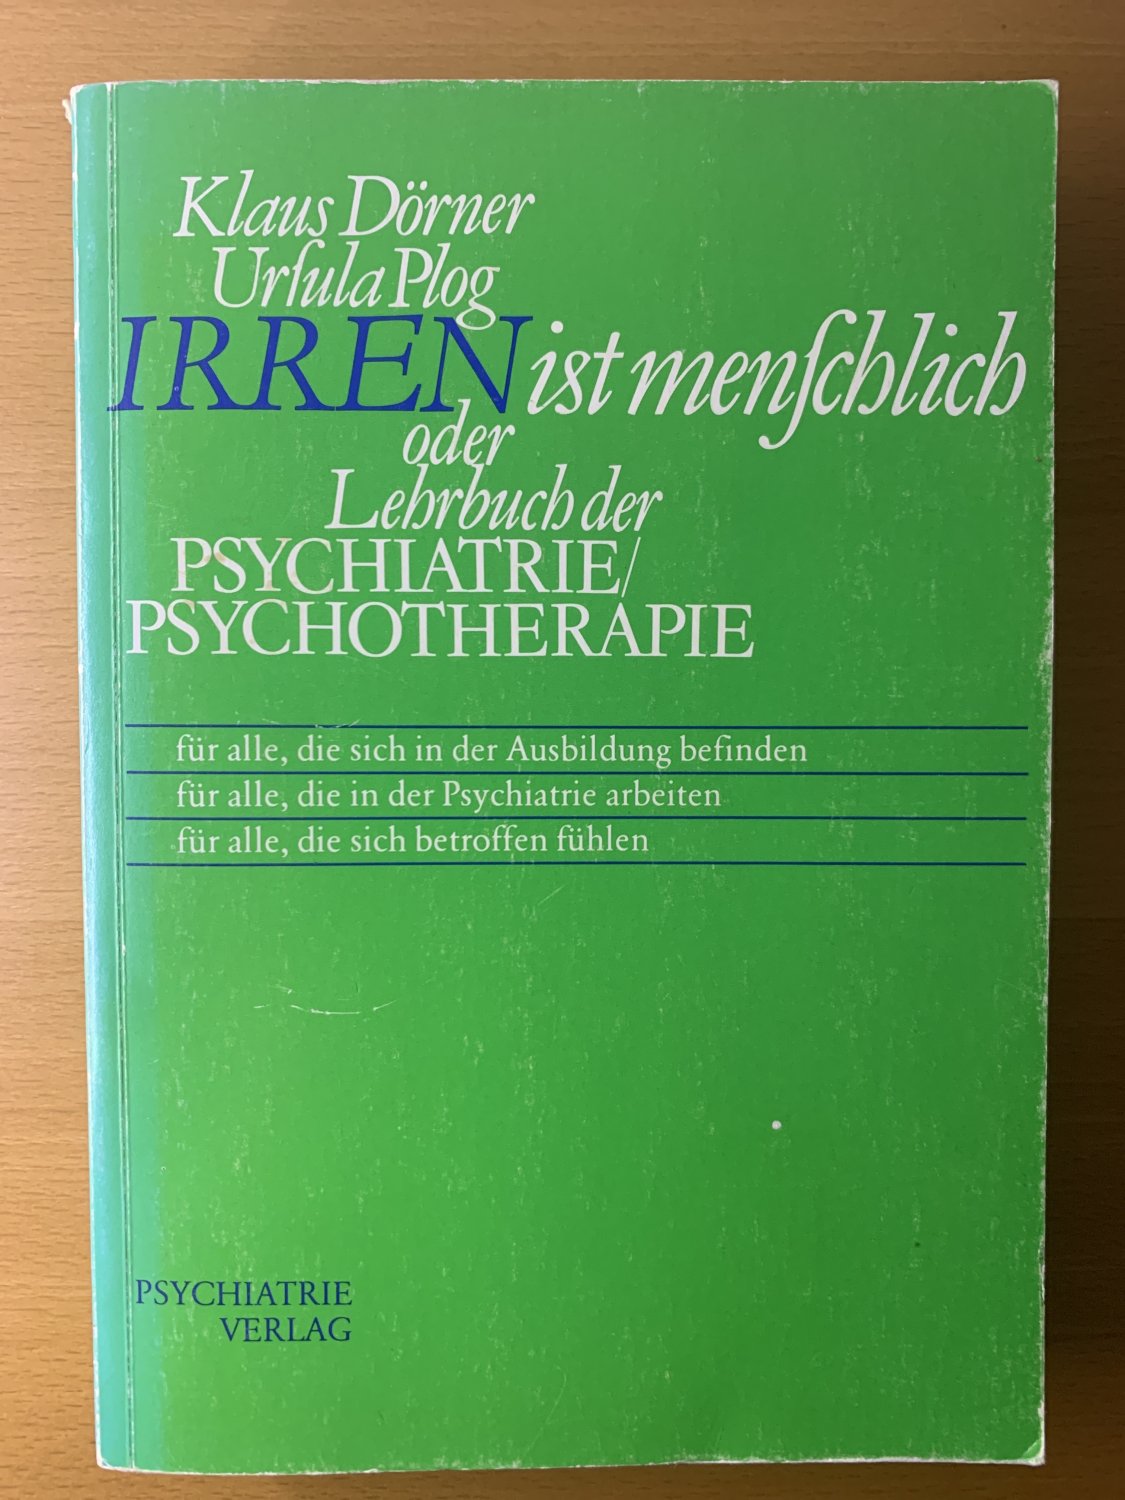 Klaus Dörner
Urſula Plog
IRREN ist menſchlich
oder
Lehrbuch der
PSYCHIATRIE/
PSYCHOTHERAPIE
für alle, die sich in der Ausbildung befinden
für alle, die in der Psychiatrie arbeiten
für alle, die sich betroffen fühlen
PSYCHIATRIE
VERLAG